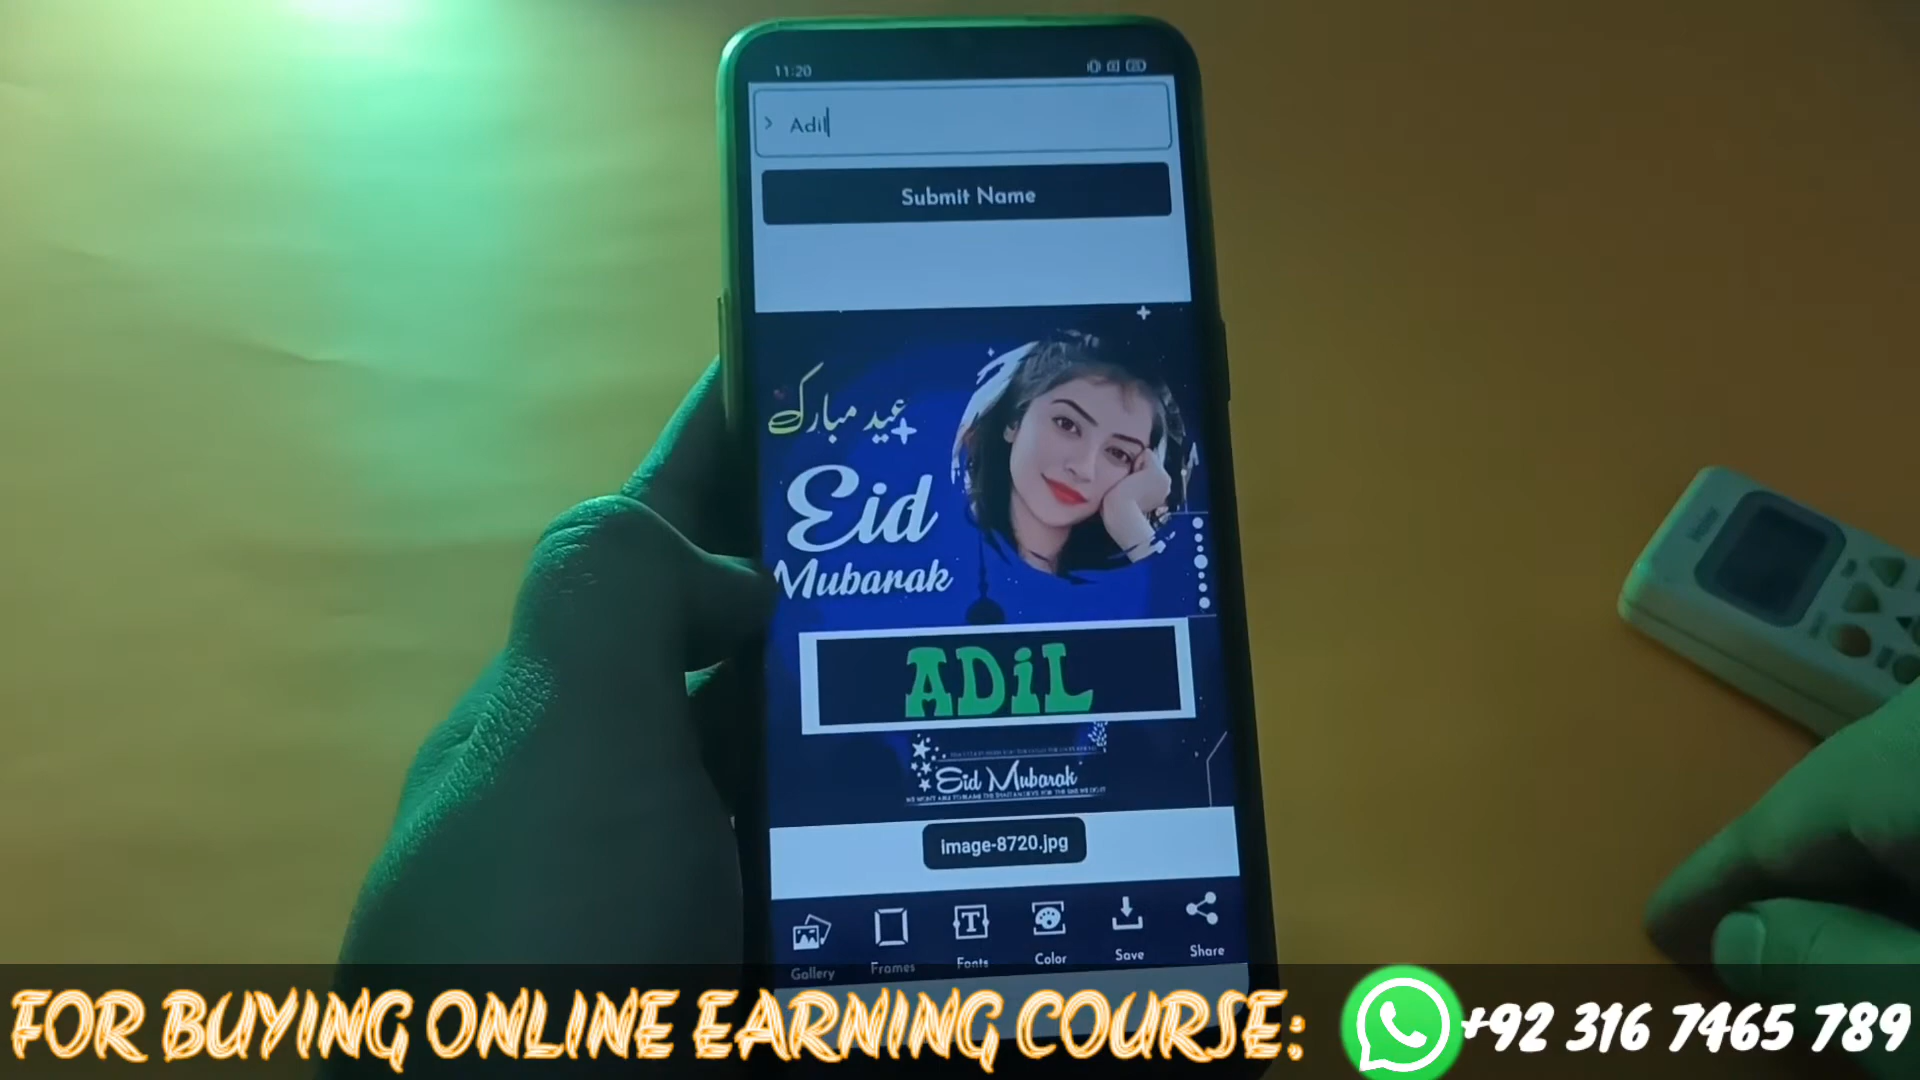 11:20
> Adil
Submit Name
عید مبارک
Eid
Mubarak
ADiL
Eid Mubarak
image-8720.jpg
Gallery Frames Fonts Color Save Share
FOR BUYING ONLINE EARNING COURSE: +92 316 7465 789